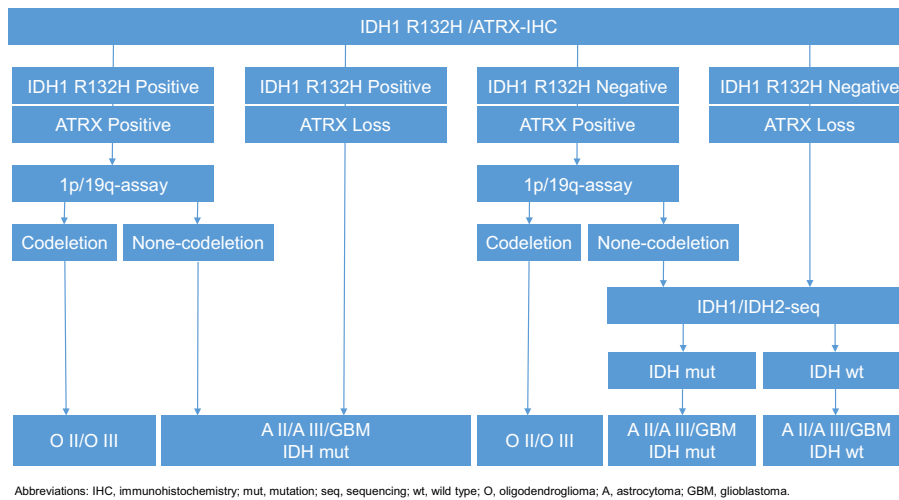 IDH1 R132H /ATRX-IHC
IDH1 R132H Positive
IDH1 R132H Positive
IDH1 R132H Negative
IDH1 R132H Negative
ATRX Positive
ATRX Loss
ATRX Positive
ATRX Loss
1p/19q-assay
1p/19q-assay
Codeletion
None-codeletion
Codeletion
None-codeletion
IDH1/IDH2-seq
IDH mut
IDH wt
O II/O III
A II/A III/GBM
IDH mut
O II/O III
A II/A III/GBM
IDH mut
A II/A III/GBM
IDH wt
Abbreviations: IHC, immunohistochemistry; mut, mutation; seq, sequencing; wt, wild type; O, oligodendroglioma; A, astrocytoma; GBM, glioblastoma.